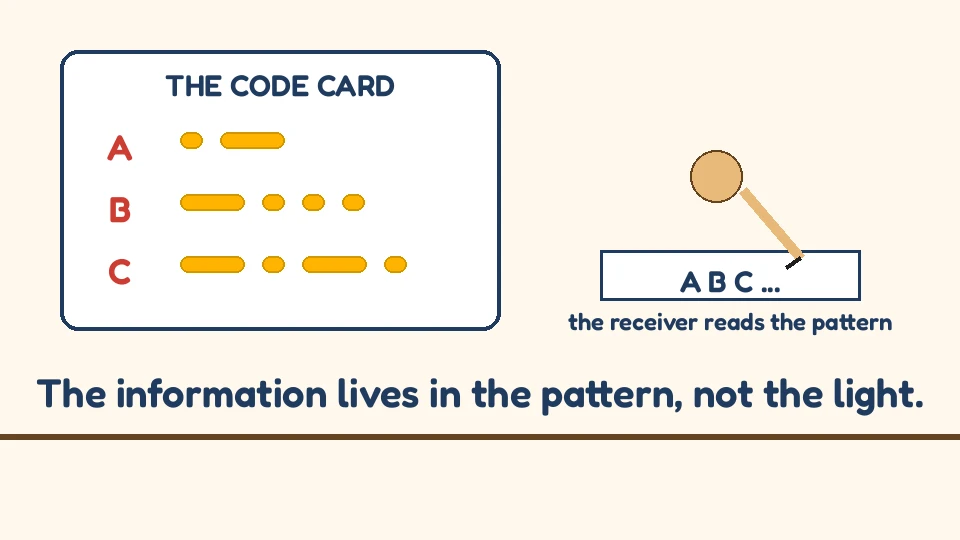 THE CODE CARD
A
B
C
A B C ...
the receiver reads the pattern
The information lives in the pattern, not the light.